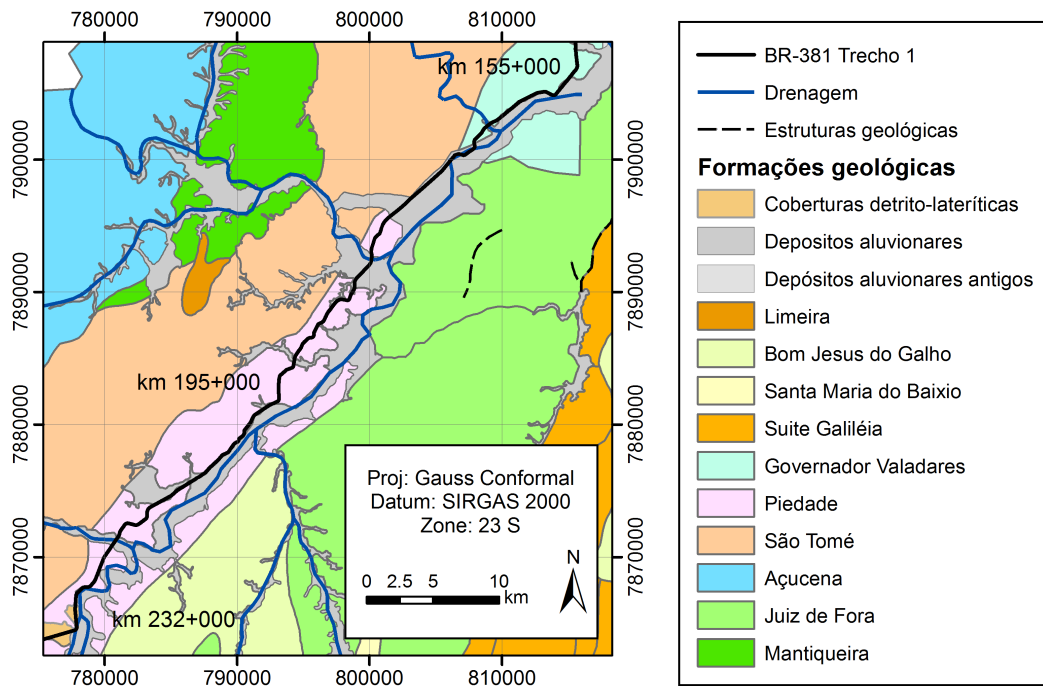 780000 790000 800000 810000
7900000
7890000
7880000
7870000
7900000
7890000
7880000
7870000
780000 790000 800000 810000
km 155+000
km 195+000
km 232+000
Proj: Gauss Conformal
Datum: SIRGAS 2000
Zone: 23 S
N
0 2.5 5 10
km
BR-381 Trecho 1
Drenagem
Estruturas geológicas
Formações geológicas
Coberturas detrito-lateríticas
Depositos aluvionares
Depósitos aluvionares antigos
Limeira
Bom Jesus do Galho
Santa Maria do Baixio
Suite Galiléia
Governador Valadares
Piedade
São Tomé
Açucena
Juiz de Fora
Mantiqueira